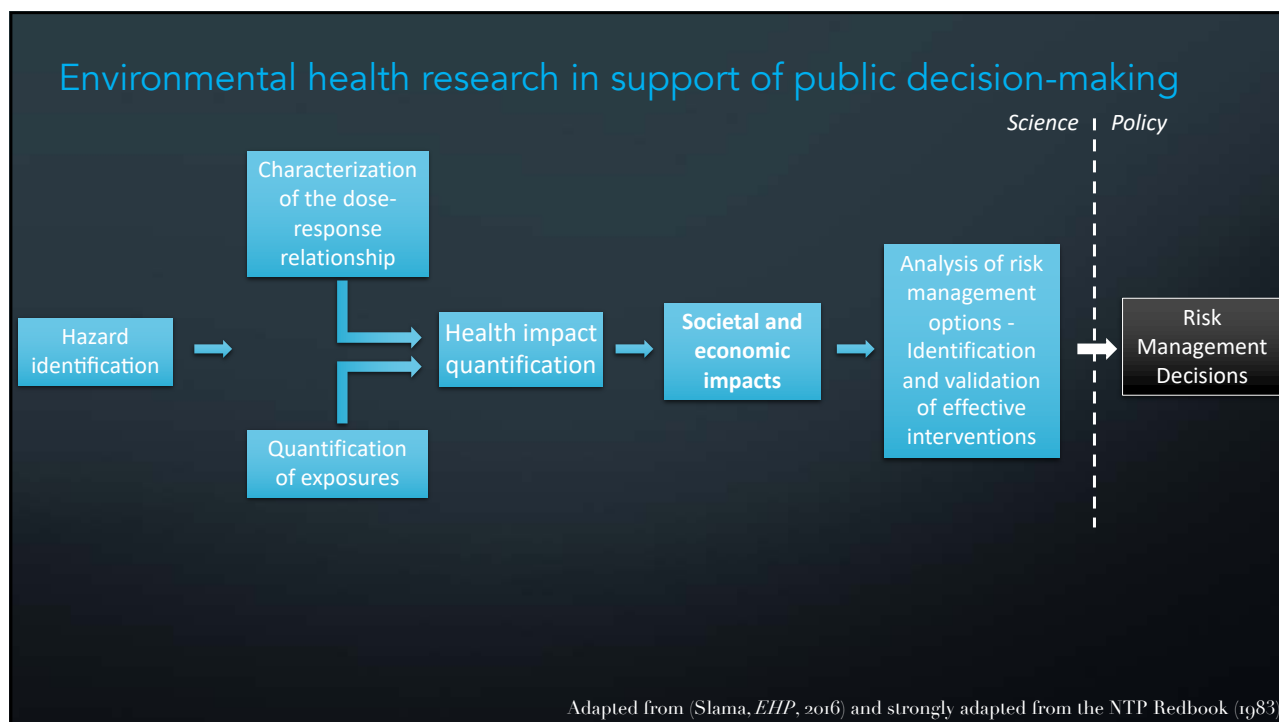 Environmental health research in support of public decision-making
Science
Policy
Characterization
of the dose-
response
relationship
Hazard
identification
Quantification
of exposures
Health impact
quantification
Societal and
economic
impacts
Analysis of risk
management
options -
Identification
and validation
of effective
interventions
Risk
Management
Decisions
Adapted from (Slama, EHP, 2016) and strongly adapted from the NTP Redbook (1983